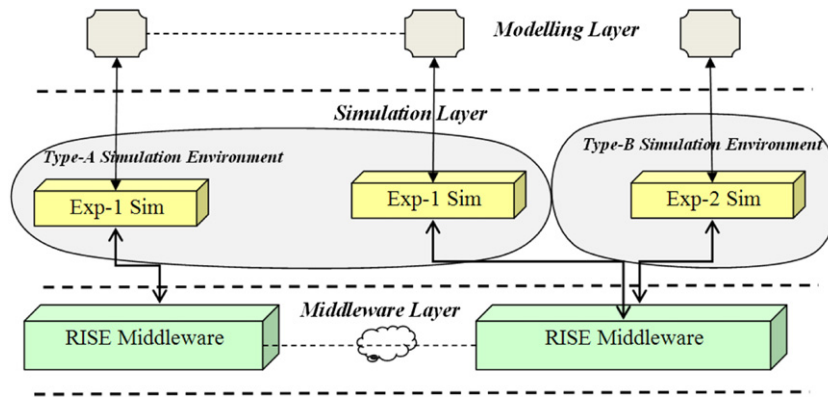 Modelling Layer
Simulation Layer
Type-A Simulation Environment
Type-B Simulation Environment
Exp-1 Sim
Exp-1 Sim
Exp-2 Sim
Middleware Layer
RISE Middleware
RISE Middleware